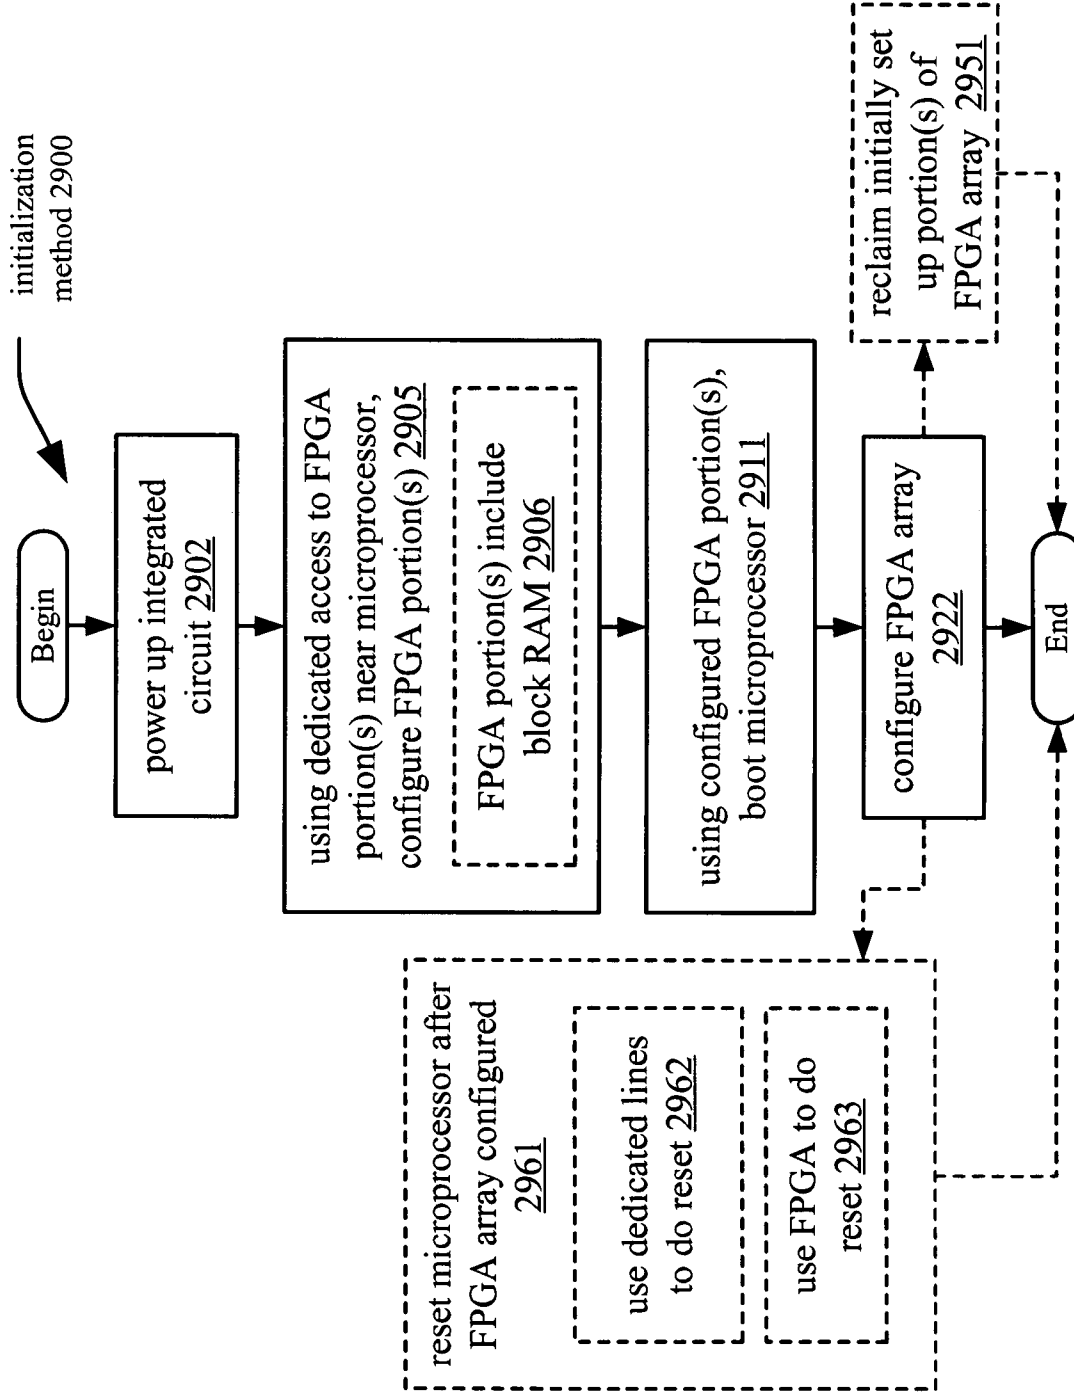 initialization
method 2900
Begin
power up integrated
circuit 2902
using dedicated access to FPGA
portion(s) near microprocessor,
configure FPGA portion(s) 2905
FPGA portion(s) include
block RAM 2906
using configured FPGA portion(s),
boot microprocessor 2911
configure FPGA array
2922
reclaim initially set
up portion(s) of
FPGA array 2951
reset microprocessor after
FPGA array configured
2961
use dedicated lines
to do reset 2962
use FPGA to do
reset 2963
End